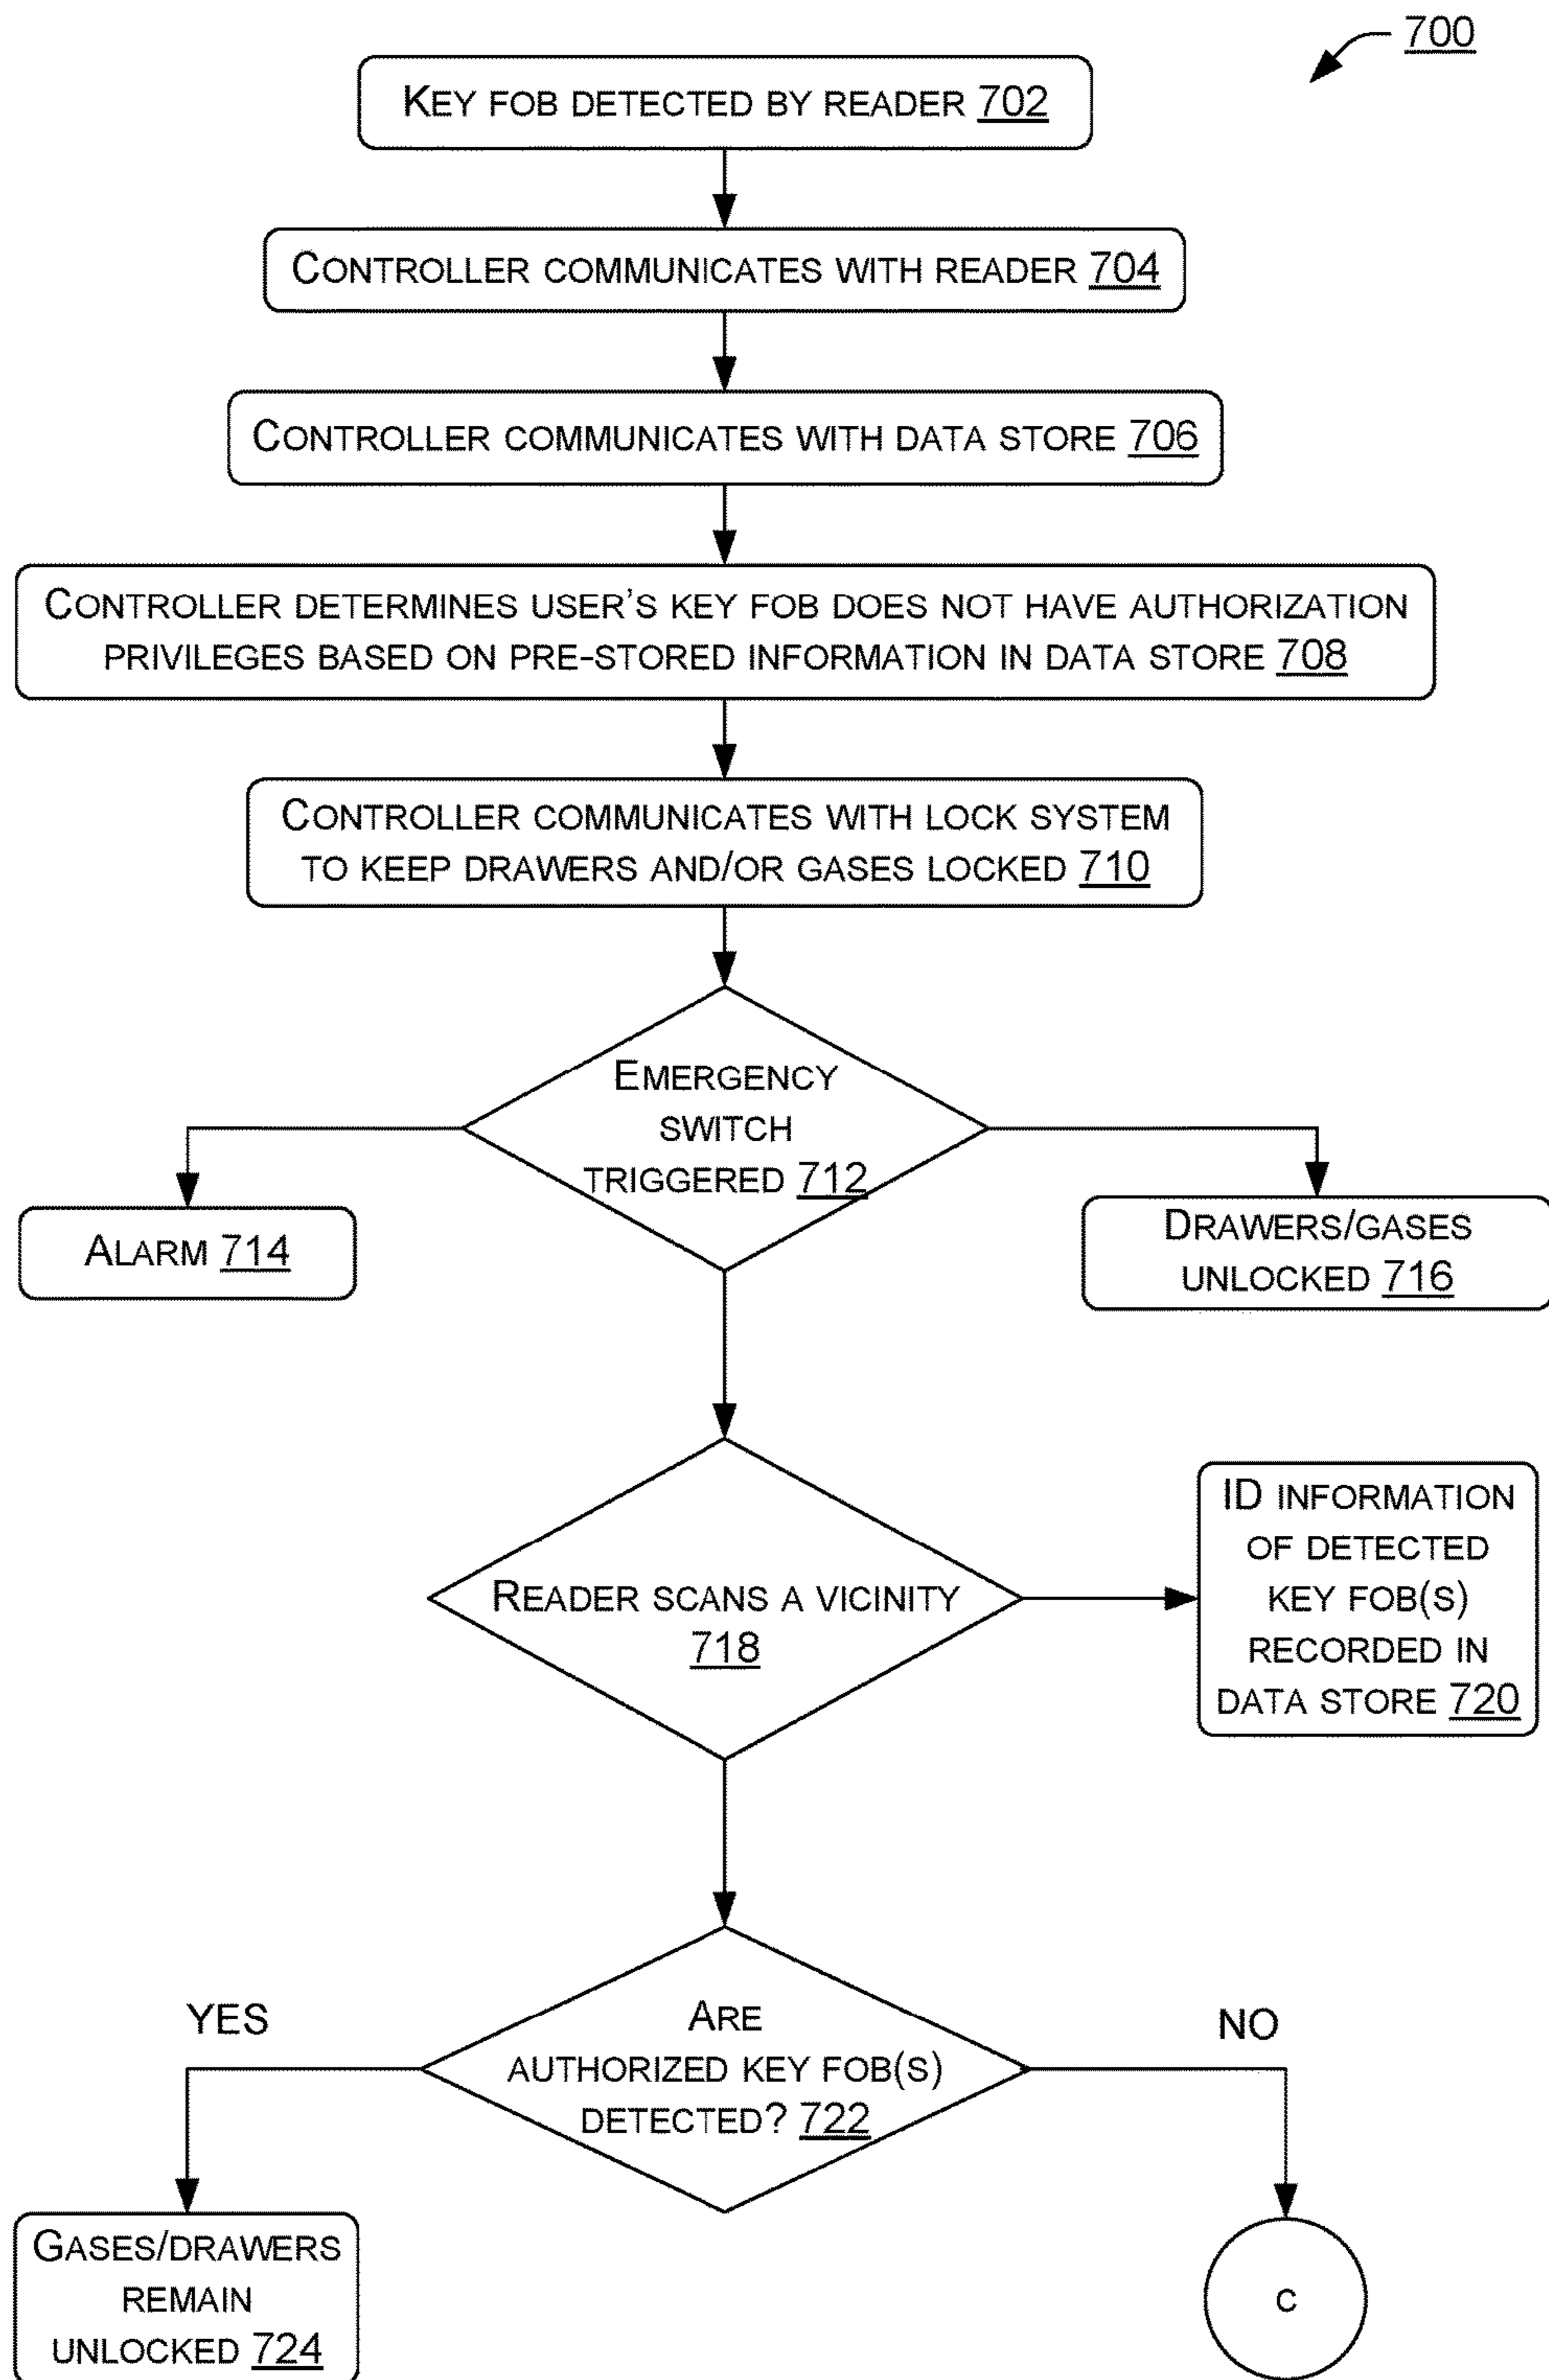 700
KEY FOB DETECTED BY READER 702
CONTROLLER COMMUNICATES WITH READER 704
CONTROLLER COMMUNICATES WITH DATA STORE 706
CONTROLLER DETERMINES USER'S KEY FOB DOES NOT HAVE AUTHORIZATION
PRIVILEGES BASED ON PRE-STORED INFORMATION IN DATA STORE 708
CONTROLLER COMMUNICATES WITH LOCK SYSTEM
TO KEEP DRAWERS AND/OR GASES LOCKED 710
EMERGENCY
SWITCH
TRIGGERED 712
ALARM 714
DRAWERS/GASES
UNLOCKED 716
READER SCANS A VICINITY
718
ID INFORMATION
OF DETECTED
KEY FOB(S)
RECORDED IN
DATA STORE 720
ARE
AUTHORIZED KEY FOB(S)
DETECTED? 722
YES
NO
GASES/DRAWERS
REMAIN
UNLOCKED 724
C